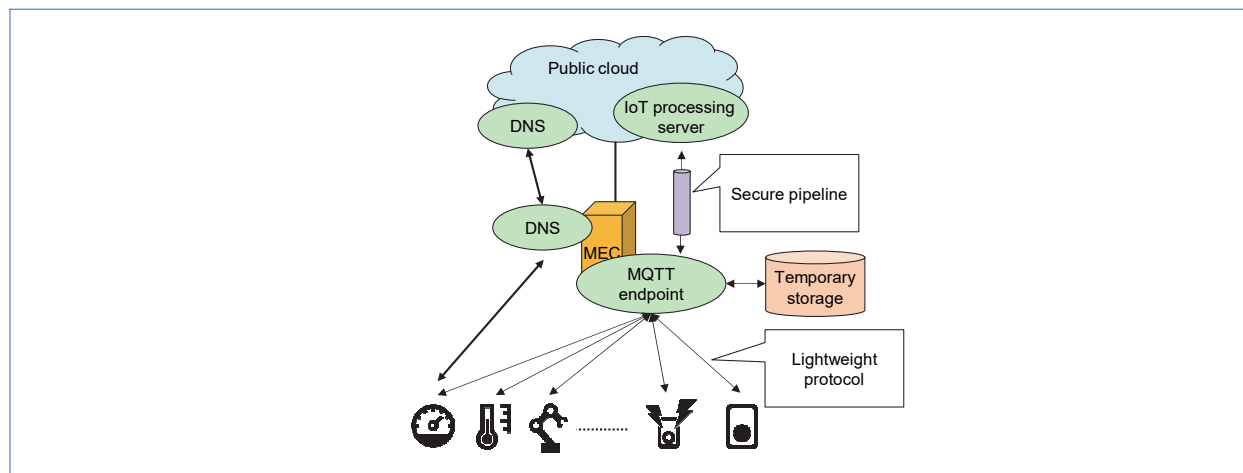 Public cloud
DNS
IoT processing
server
Secure pipeline
DNS
MEC
MQTT
endpoint
Temporary
storage
Lightweight
protocol